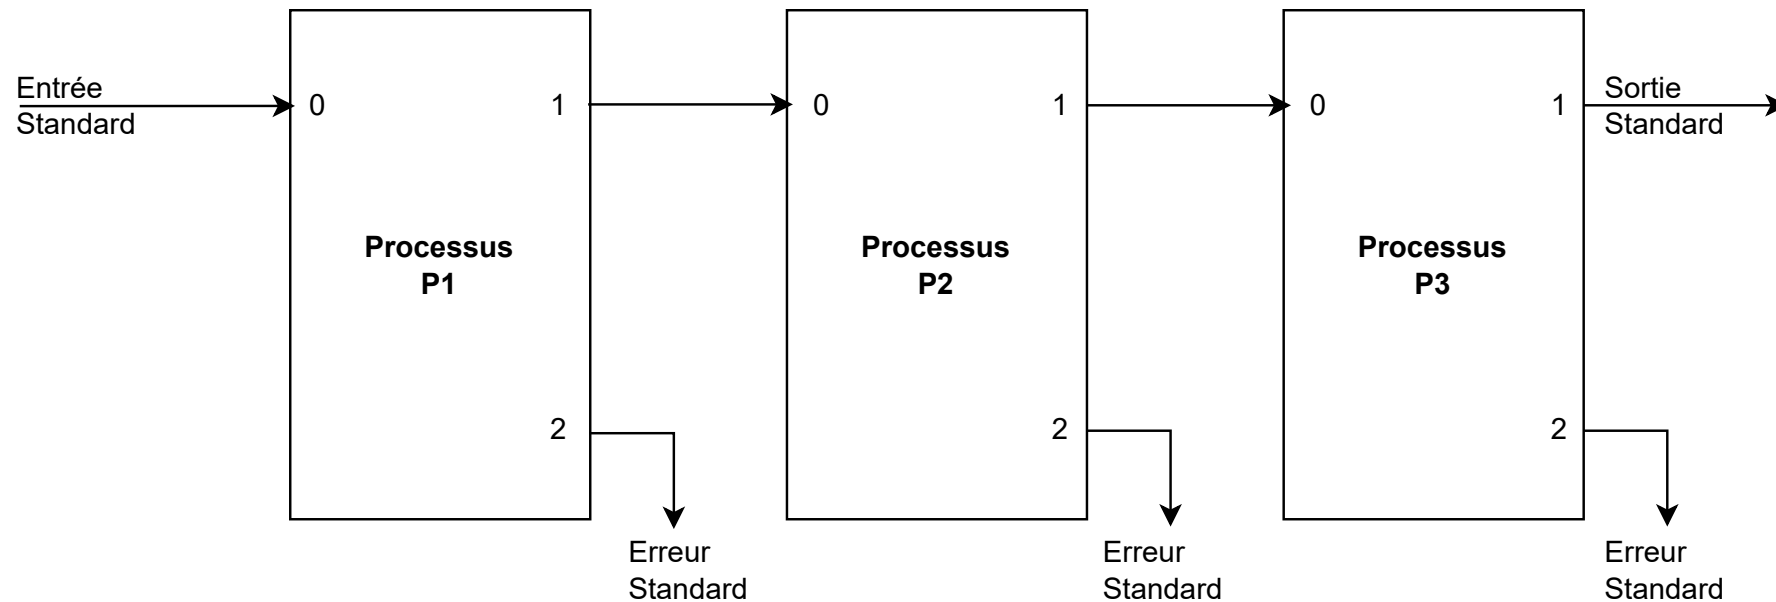 Entrée
Standard
0
1
0
1
0
1
Sortie
Standard
Processus
P1
Processus
P2
Processus
P3
2
2
2
Erreur
Standard
Erreur
Standard
Erreur
Standard